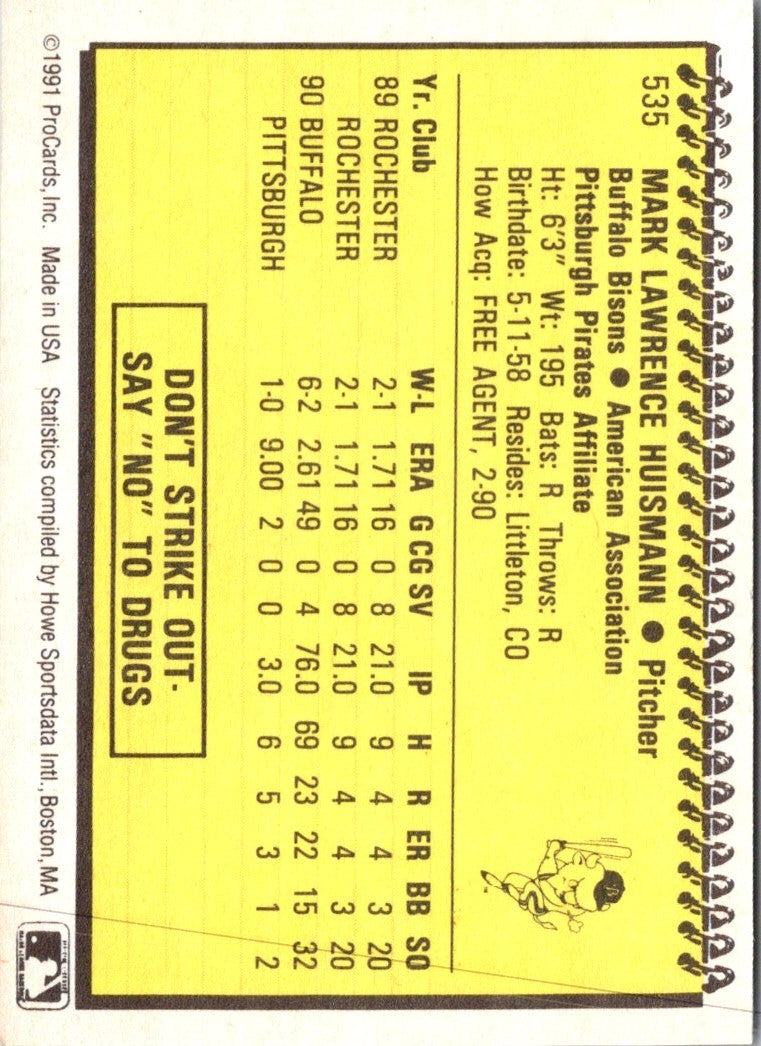 535 MARK LAWRENCE HUISMANN ● Pitcher
Buffalo Bisons ● American Association
Pittsburgh Pirates Affiliate
Ht: 6'3" Wt: 195 Bats: R Throws: R
Birthdate: 5-11-58 Resides: Littleton, CO
How Acq: FREE AGENT, 2-90
Yr. Club W-L ERA G CG SV IP H R ER BB SO
89 ROCHESTER 2-1 1.71 16 0 8 21.0 9 4 4 3 20
ROCHESTER 2-1 1.71 16 0 8 21.0 9 4 4 3 20
90 BUFFALO 6-2 2.61 49 0 4 76.0 69 23 22 15 32
PITTSBURGH 1-0 9.00 2 0 0 3.0 6 5 3 1 2
DON'T STRIKE OUT.
SAY "NO" TO DRUGS
©1991 ProCards, Inc. Made in USA Statistics compiled by Howe Sportsdata Intl., Boston, MA